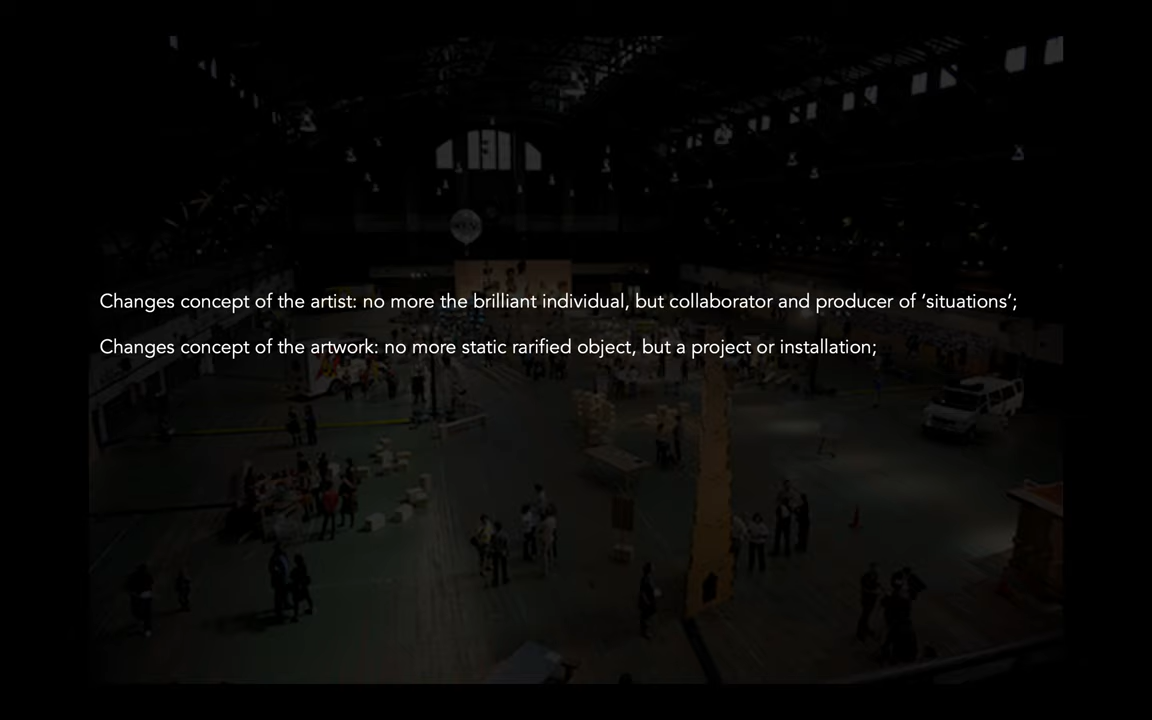 Changes concept of the artist: no more the brilliant individual, but collaborator and producer of ‘situations’;
Changes concept of the artwork: no more static rarified object, but a project or installation;